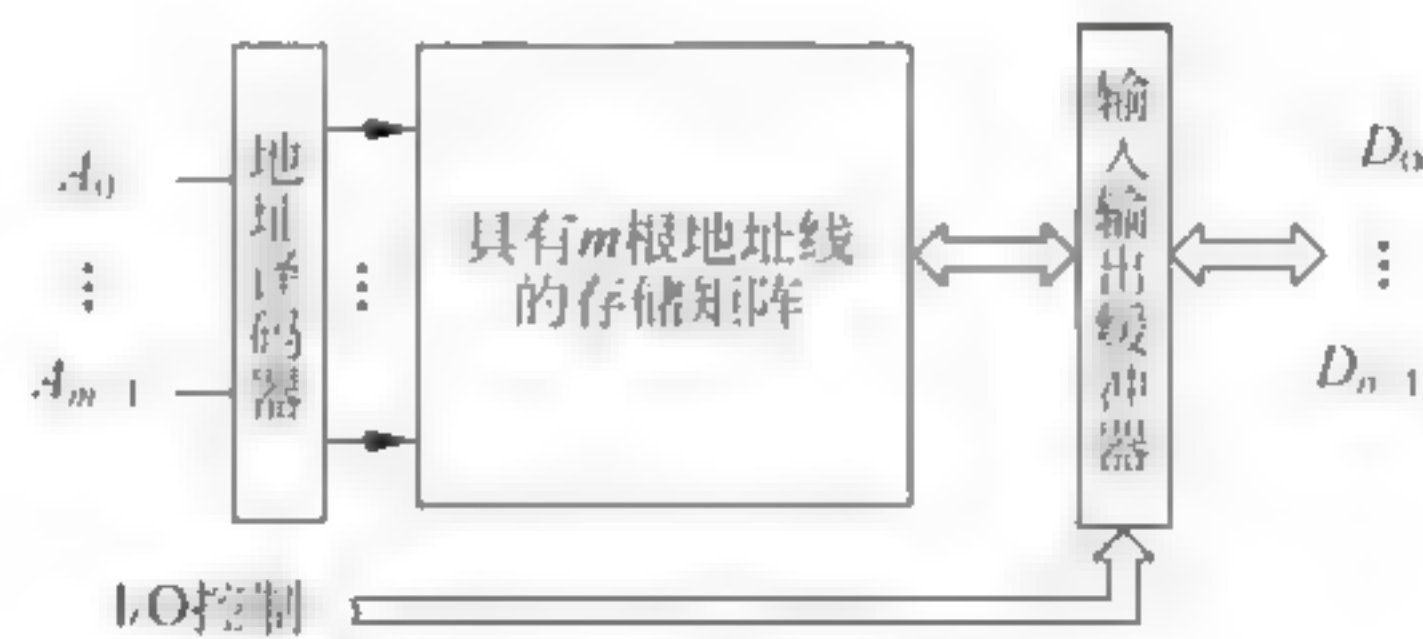 A₀
⋮
Aₘ₋₁
地址译码器
⋮
具有m根地址线
的存储矩阵
输入输出缓冲器
D₀
⋮
Dₙ₋₁
I/O控制